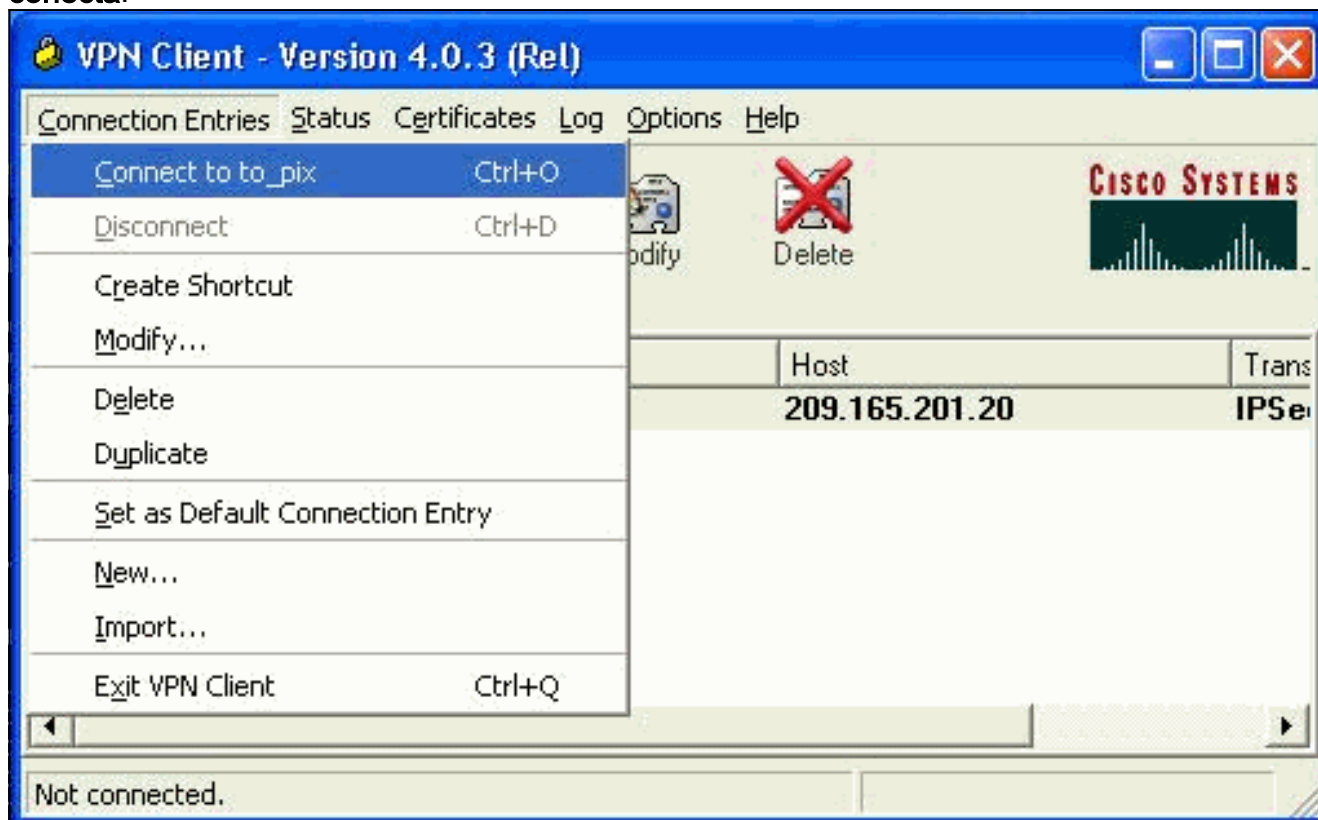 VPN Client - Version 4.0.3 (Rel)
Connection Entries Status Certificates Log Options Help
Connect to to_pix Ctrl+O
Disconnect Ctrl+D
Create Shortcut
Modify...
Delete
Duplicate
Set as Default Connection Entry
New...
Import...
Exit VPN Client Ctrl+Q
odify Delete
CISCO SYSTEMS
Host Trans
209.165.201.20 IPSe
Not connected.